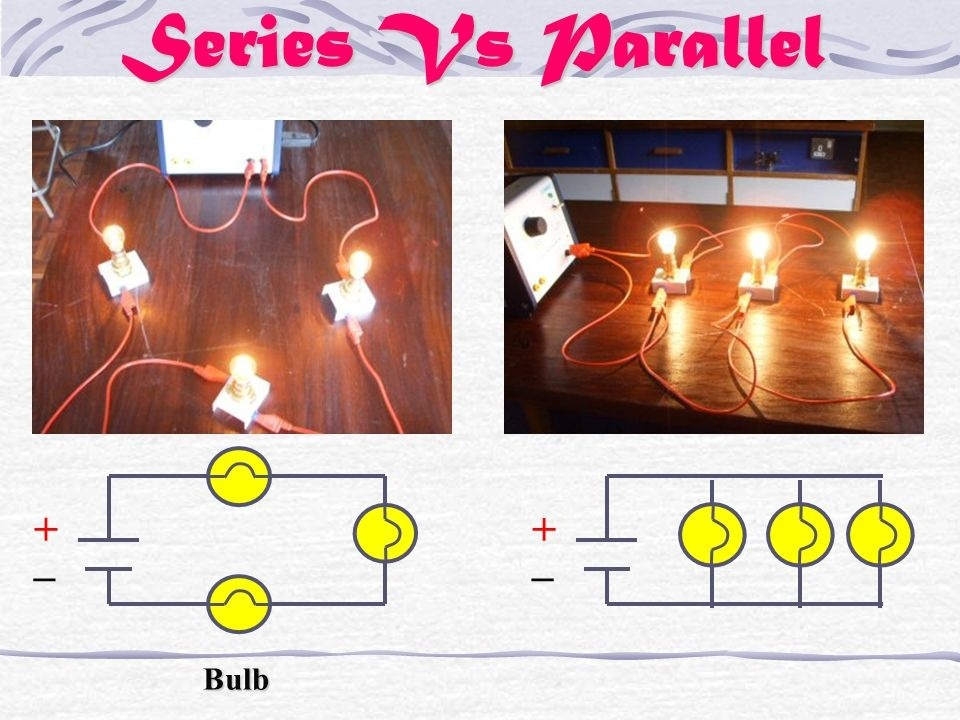 Series Vs Parallel
+
–
+
–
Bulb